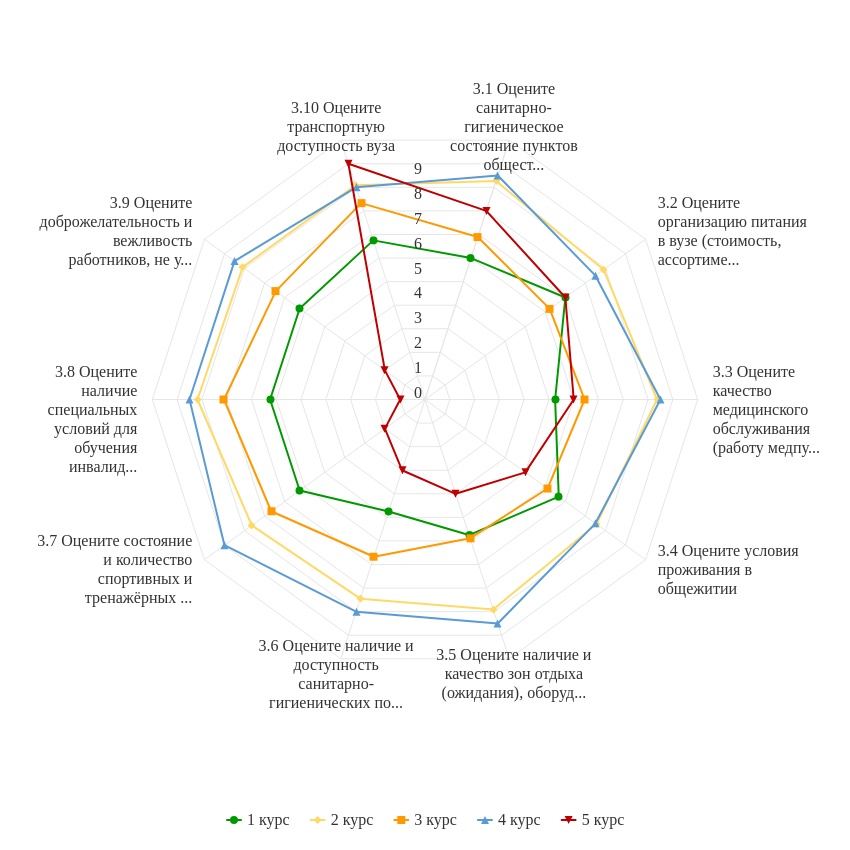 3.1 Оцените
санитарно-
гигиеническое
состояние пунктов
общест...
3.10 Оцените
транспортную
доступность вуза
3.9 Оцените
доброжелательность и
вежливость
работников, не у...
3.2 Оцените
организацию питания
в вузе (стоимость,
ассортиме...
9
8
7
6
5
4
3
2
1
0
3.8 Оцените
наличие
специальных
условий для
обучения
инвалид...
3.3 Оцените
качество
медицинского
обслуживания
(работу медпу...
3.7 Оцените состояние
и количество
спортивных и
тренажёрных ...
3.4 Оцените условия
проживания в
общежитии
3.6 Оцените наличие и
доступность
санитарно-
гигиенических по...
3.5 Оцените наличие и
качество зон отдыха
(ожидания), оборуд...
1 курс 2 курс 3 курс 4 курс 5 курс